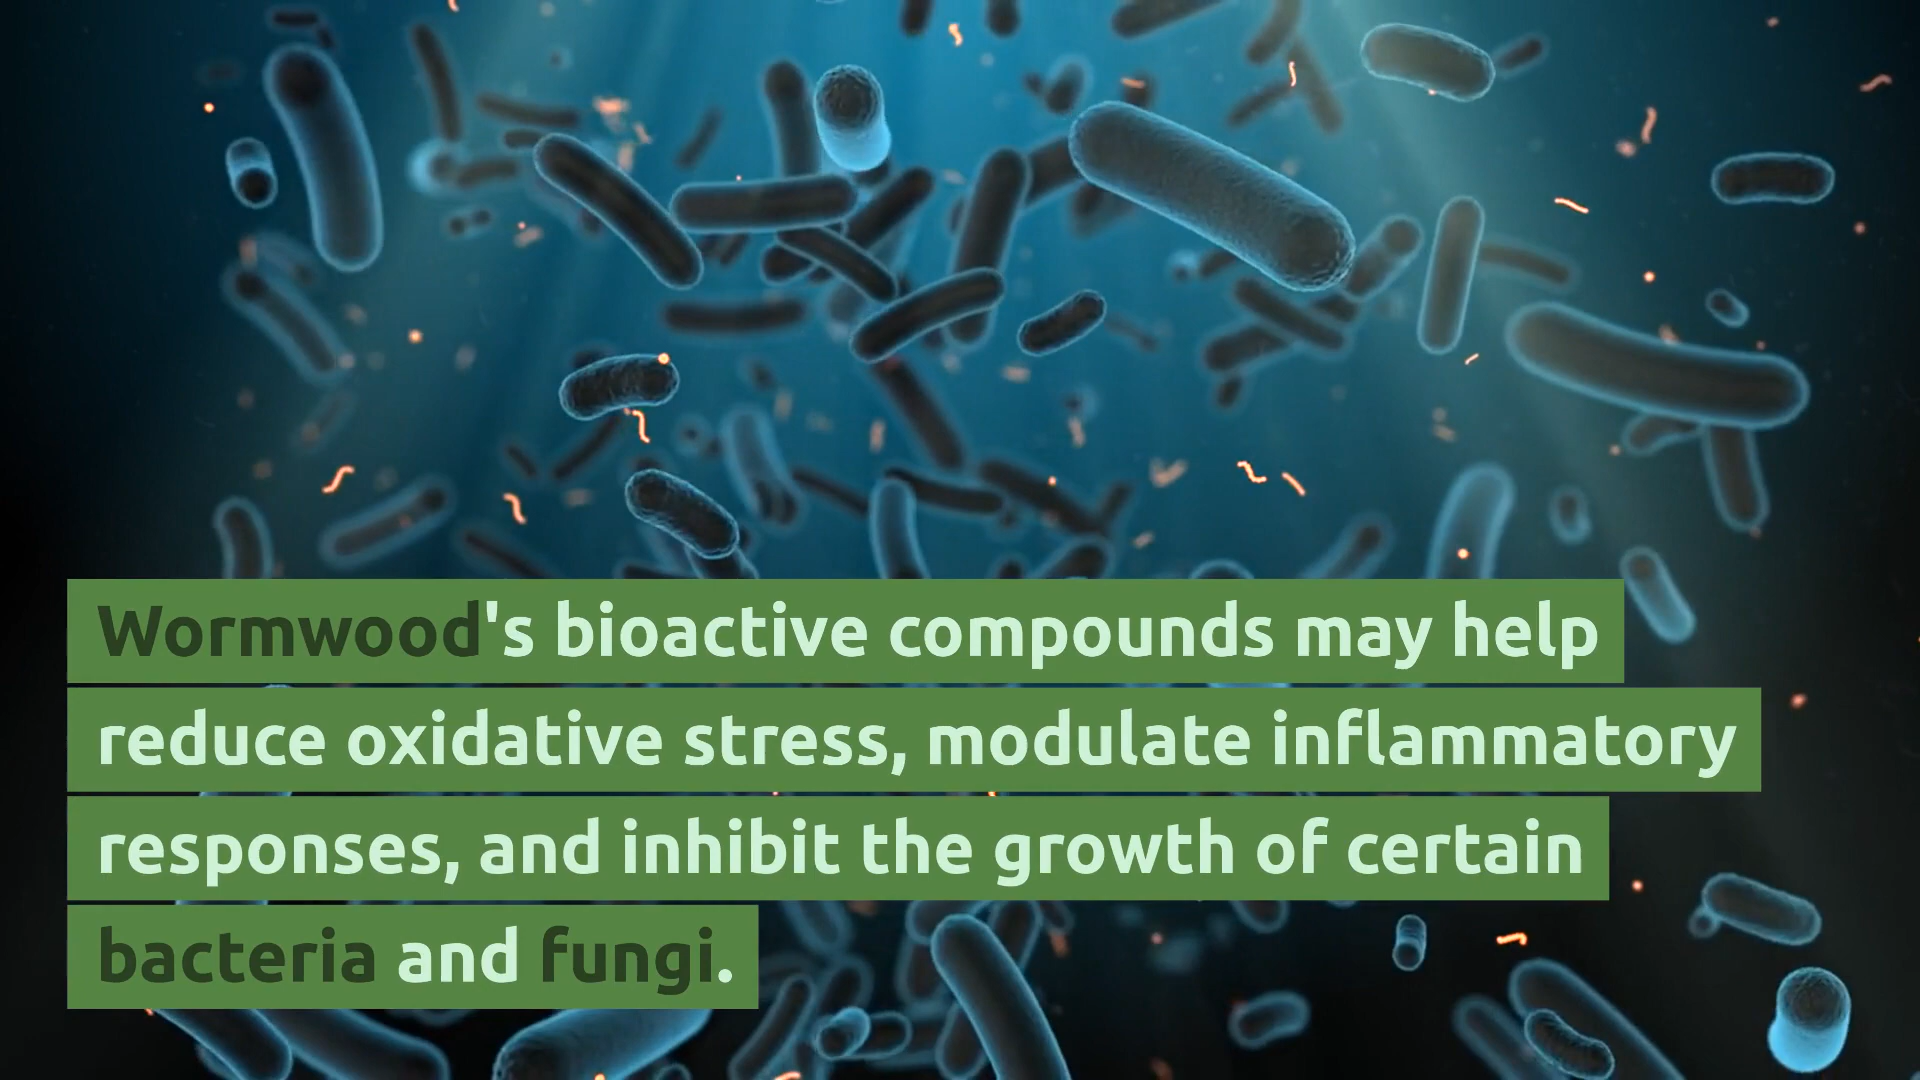 Wormwood's bioactive compounds may help
reduce oxidative stress, modulate inflammatory
responses, and inhibit the growth of certain
bacteria and fungi.